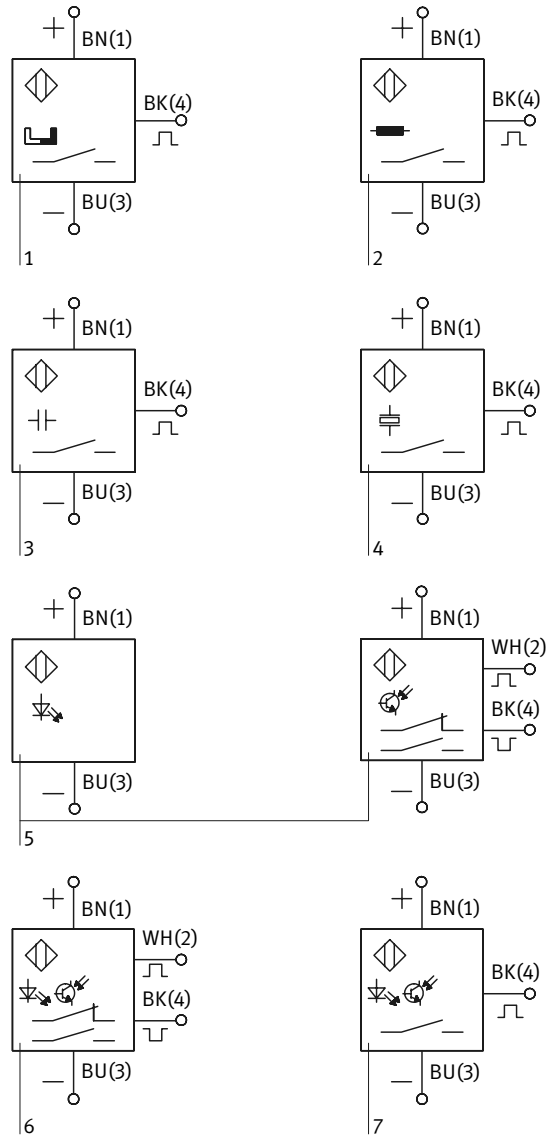 + BN(1)
BK(4)
– BU(3)
1
+ BN(1)
BK(4)
– BU(3)
2
+ BN(1)
BK(4)
– BU(3)
3
+ BN(1)
BK(4)
– BU(3)
4
+ BN(1)
– BU(3)
5
+ BN(1)
WH(2)
BK(4)
– BU(3)
+ BN(1)
WH(2)
BK(4)
– BU(3)
6
+ BN(1)
BK(4)
– BU(3)
7